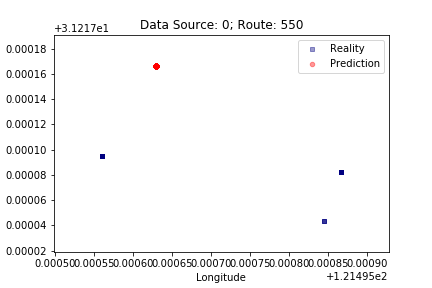 Data Source: 0; Route: 550
+3.1217e1
Reality
Prediction
0.00018
0.00016
0.00014
0.00012
0.00010
0.00008
0.00006
0.00004
0.00002
0.00050 0.00055 0.00060 0.00065 0.00070 0.00075 0.00080 0.00085 0.00090
Longitude
+1.21495e2